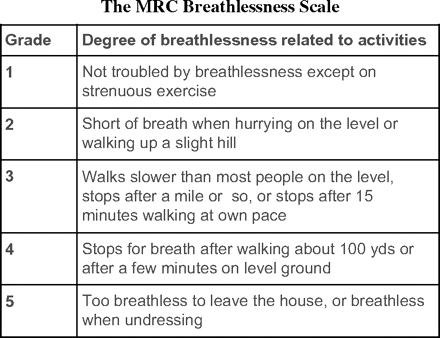 The MRC Breathlessness Scale
Grade Degree of breathlessness related to activities
1 Not troubled by breathlessness except on
strenuous exercise
2 Short of breath when hurrying on the level or
walking up a slight hill
3 Walks slower than most people on the level,
stops after a mile or so, or stops after 15
minutes walking at own pace
4 Stops for breath after walking about 100 yds or
after a few minutes on level ground
5 Too breathless to leave the house, or breathless
when undressing